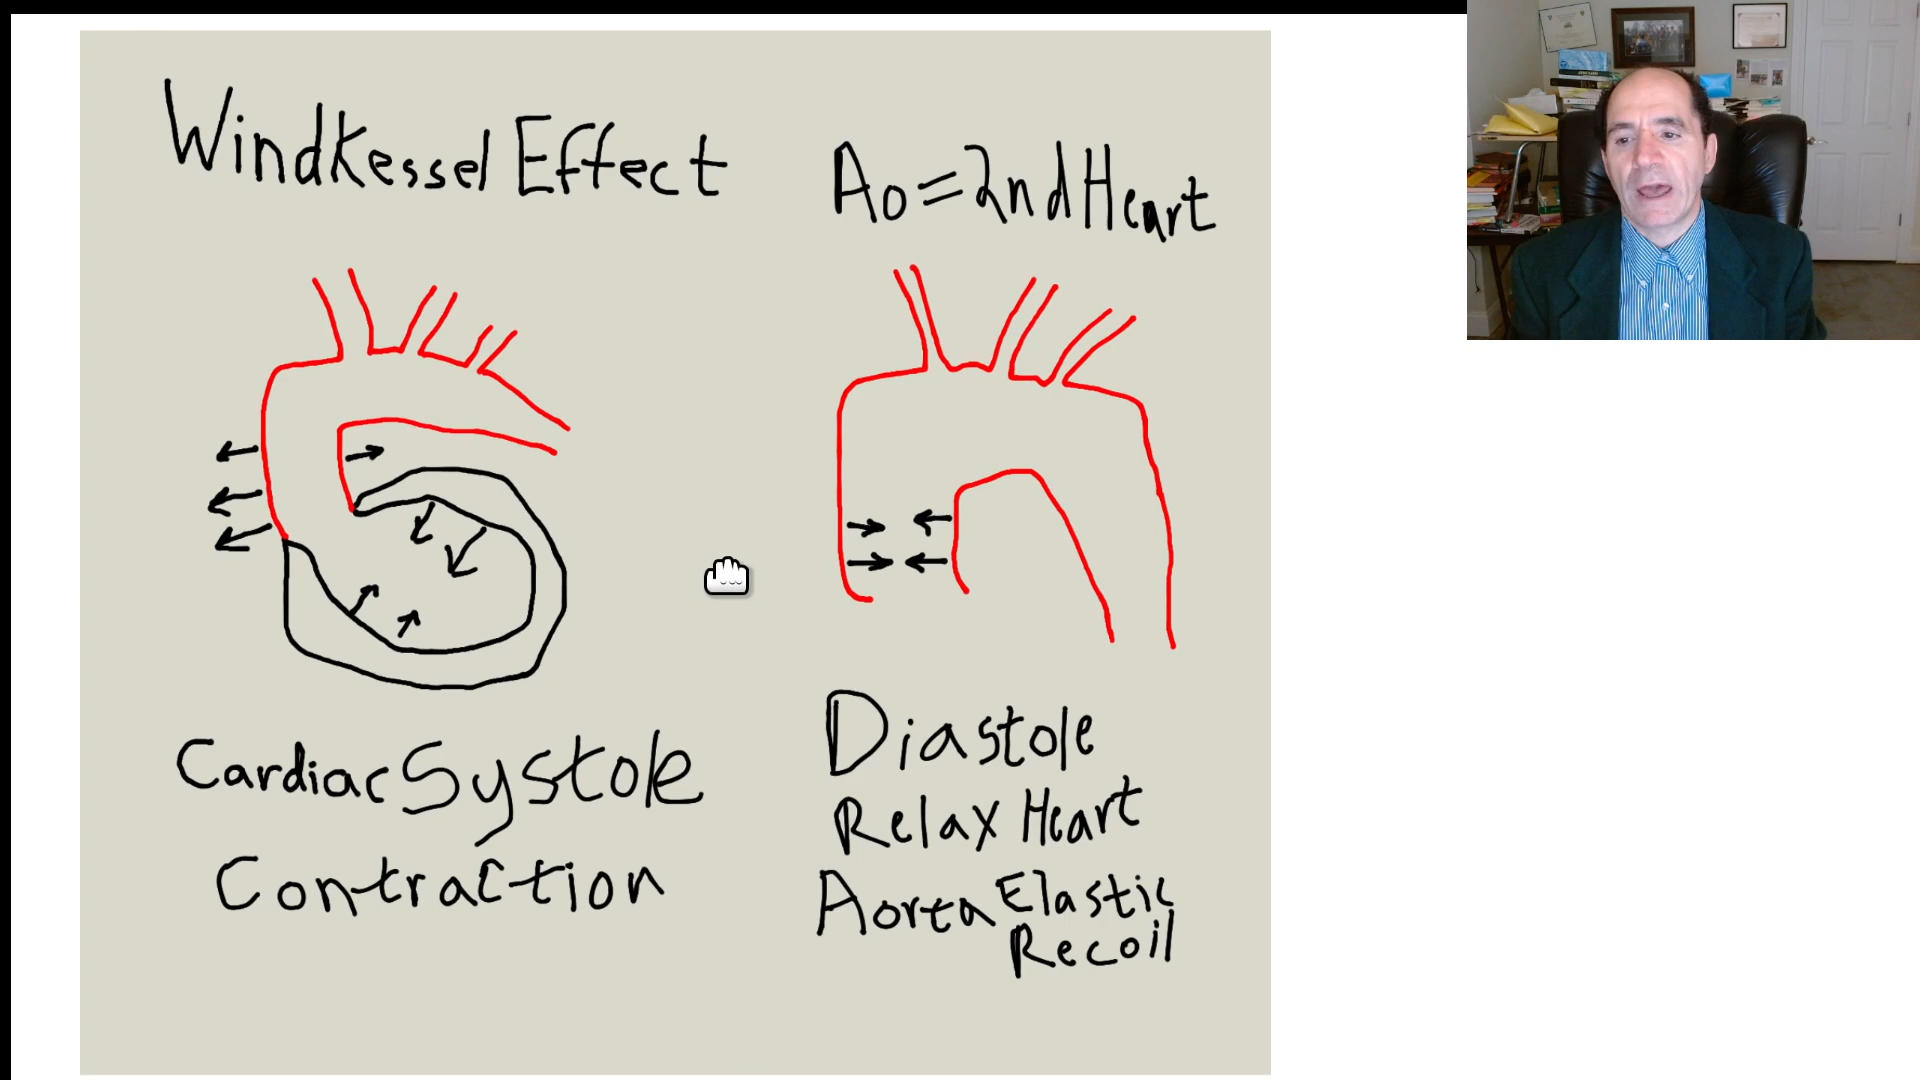 Windkessel Effect
Ao = 2nd Heart
Cardiac Systole
Contraction
Diastole
Relax Heart
Aorta Elastic
Recoil